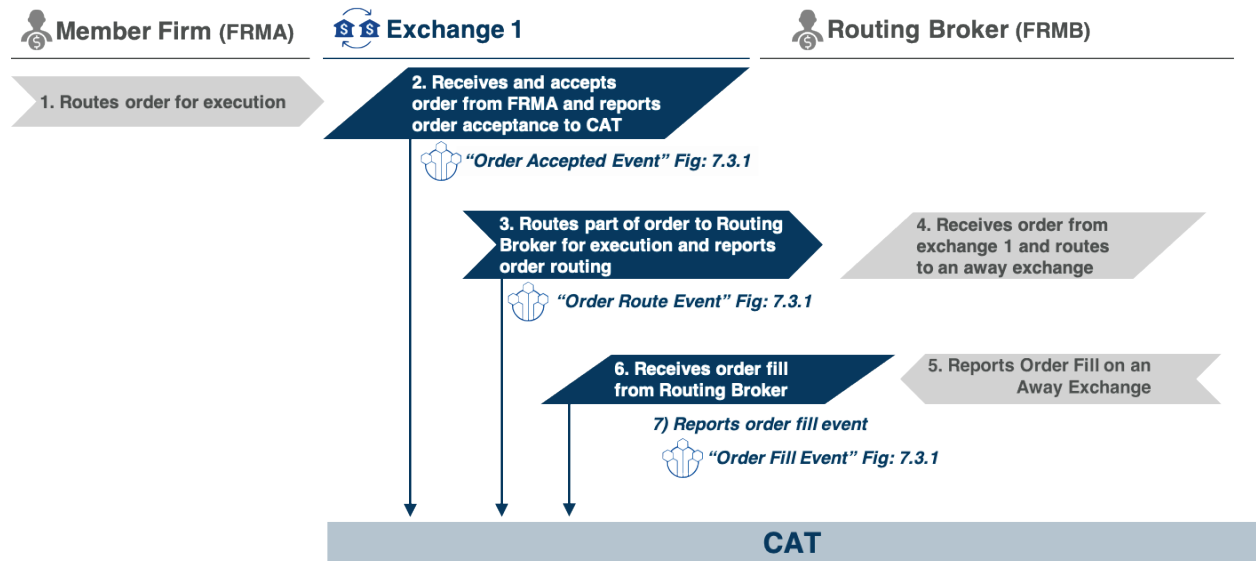 Member Firm (FRMA)
Exchange 1
Routing Broker (FRMB)
1. Routes order for execution
2. Receives and accepts
order from FRMA and reports
order acceptance to CAT
“Order Accepted Event” Fig: 7.3.1
3. Routes part of order to Routing
Broker for execution and reports
order routing
4. Receives order from
exchange 1 and routes
to an away exchange
“Order Route Event” Fig: 7.3.1
6. Receives order fill
from Routing Broker
5. Reports Order Fill on an
Away Exchange
7) Reports order fill event
“Order Fill Event” Fig: 7.3.1
CAT